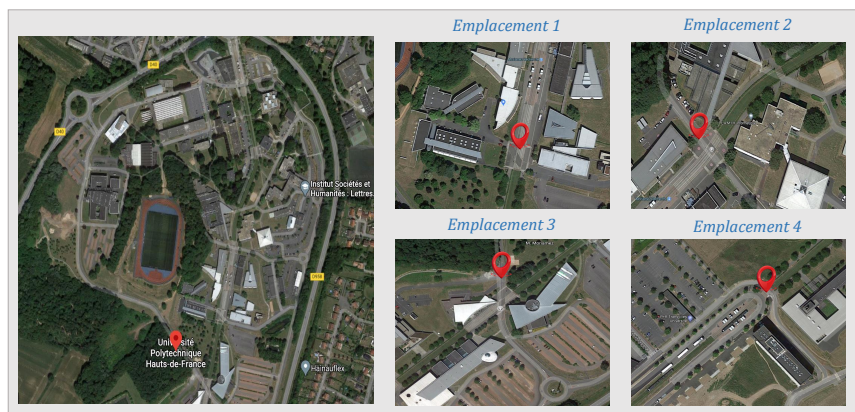 Emplacement 1
Emplacement 2
D40
D40
Institut Sociétés et
Humanités : Lettres,
D958
Université
Polytechnique
Hauts-de-France
Hainauflex
Emplacement 3
Emplacement 4